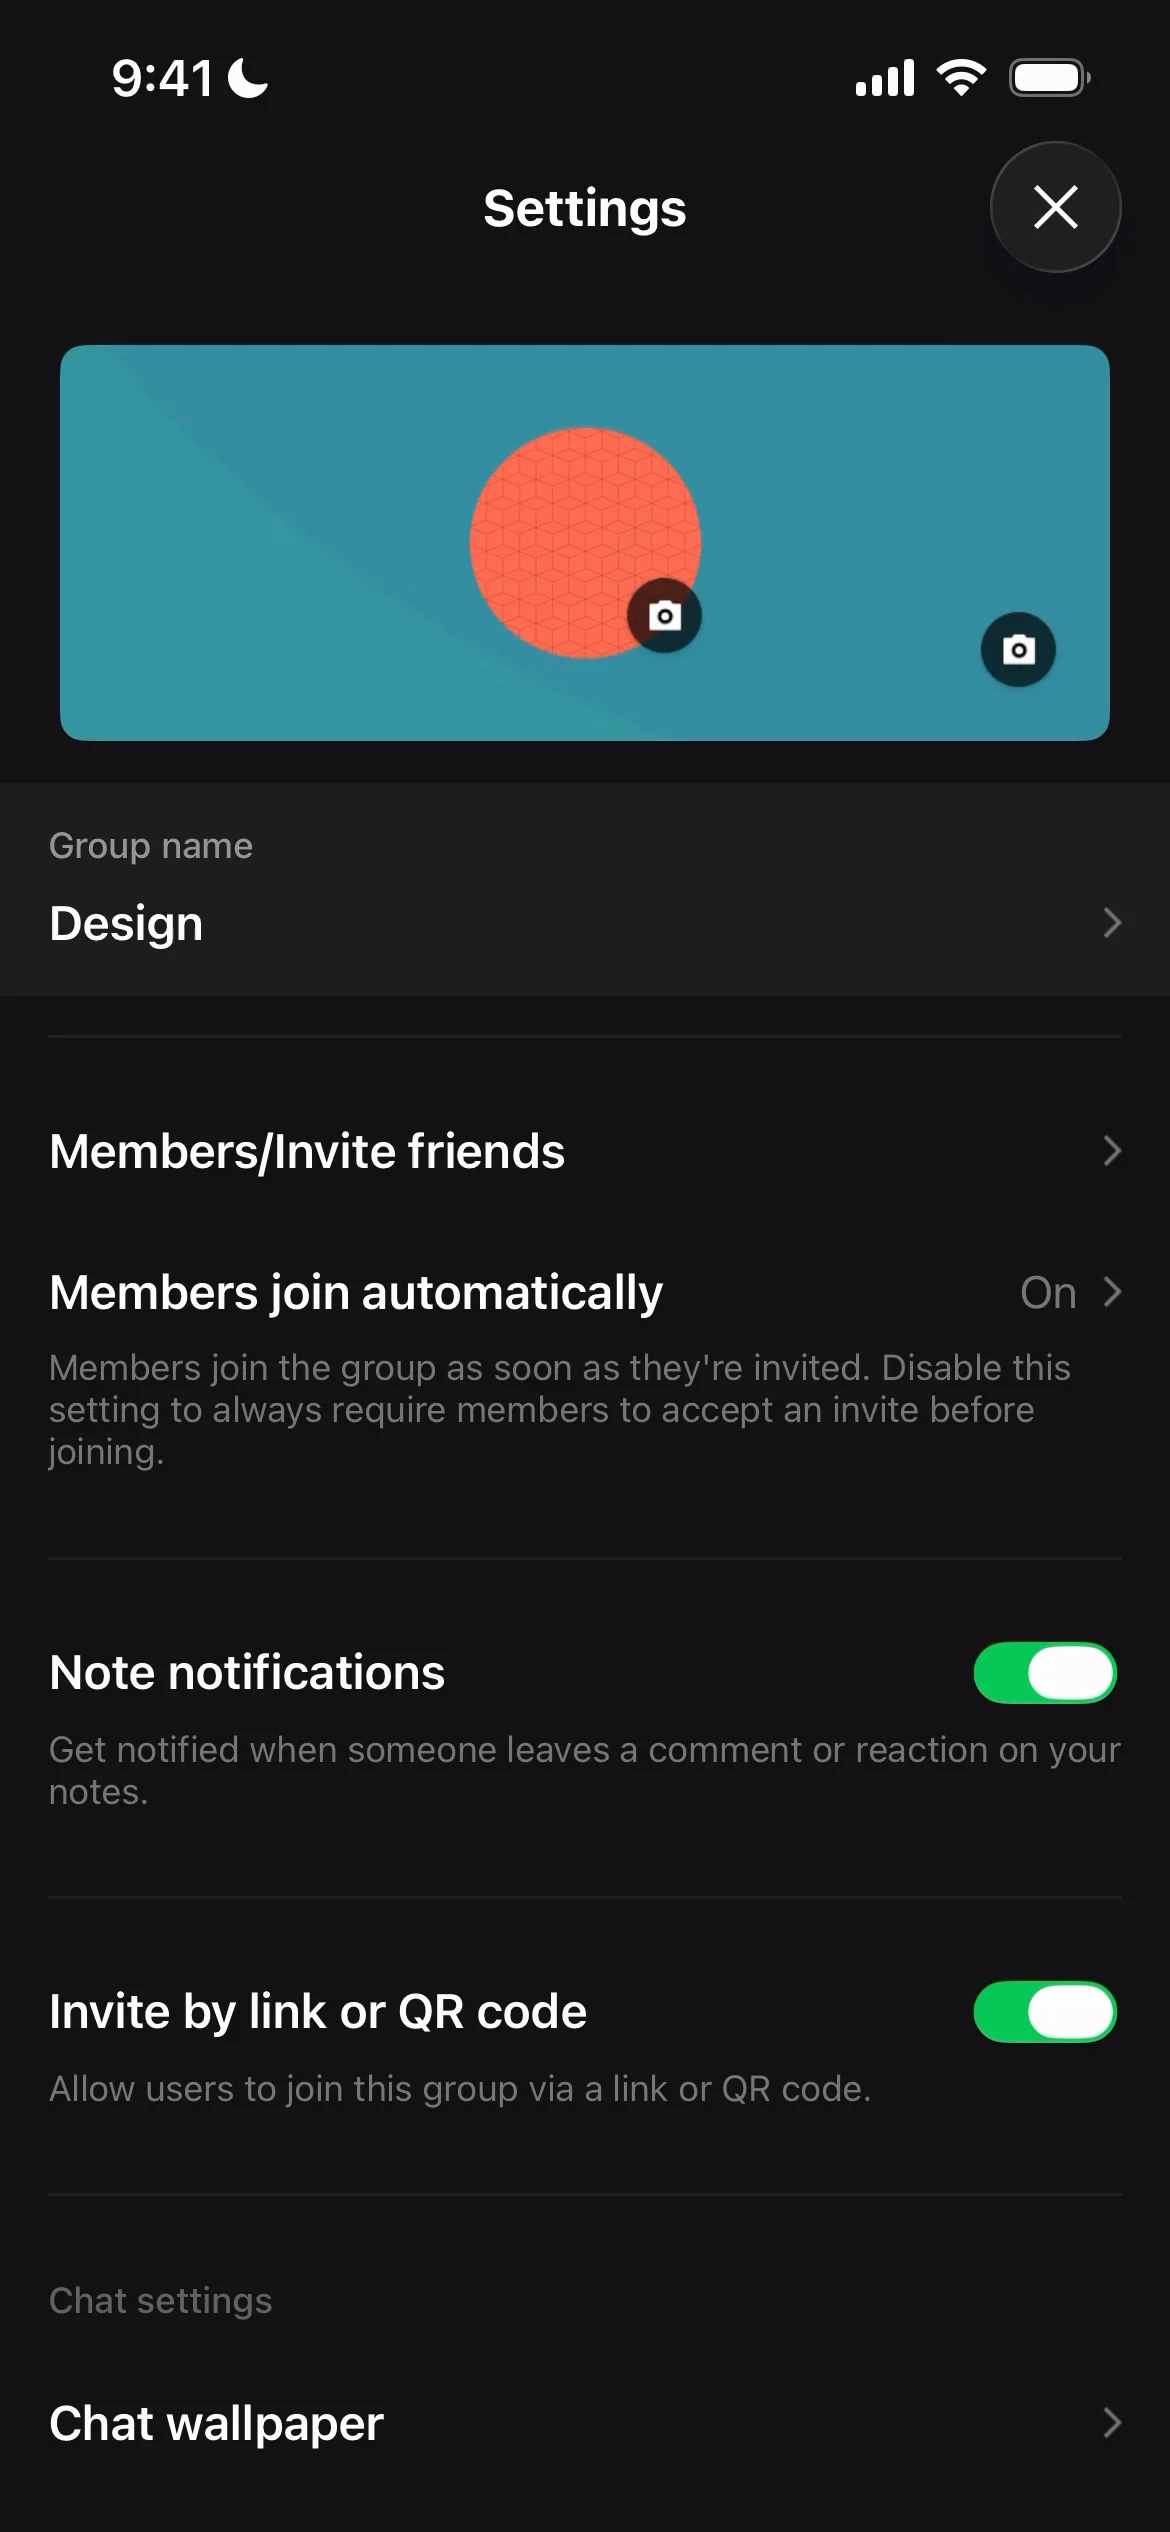 9:41
Settings
Group name
Design
Members/Invite friends
Members join automatically On
Members join the group as soon as they're invited. Disable this
setting to always require members to accept an invite before
joining.
Note notifications
Get notified when someone leaves a comment or reaction on your
notes.
Invite by link or QR code
Allow users to join this group via a link or QR code.
Chat settings
Chat wallpaper